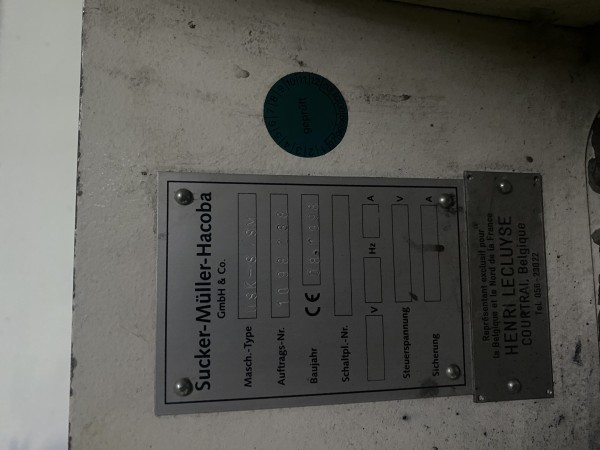 geprüft
Sucker-Müller-Hacoba
GmbH & Co.
Masch.-Type
Auftrags-Nr.
Baujahr CE
Schaltpl.-Nr.
V Hz A
Steuerspannung V
Sicherung A
Représentant exclusif pour
la Belgique et le Nord de la France
HENRI LECLUYSE
COURTRAI, Belgique